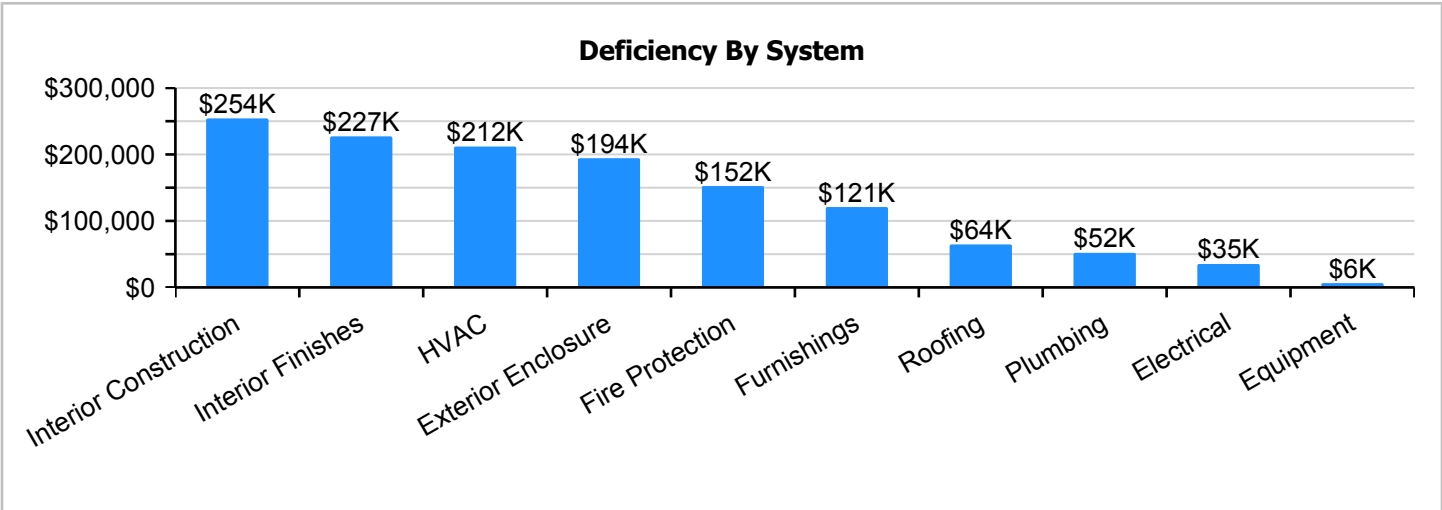 Deficiency By System
$300,000
$200,000
$100,000
$0
$254K
$227K
$212K
$194K
$152K
$121K
$64K
$52K
$35K
$6K
Interior Construction
Interior Finishes
HVAC
Exterior Enclosure
Fire Protection
Furnishings
Roofing
Plumbing
Electrical
Equipment